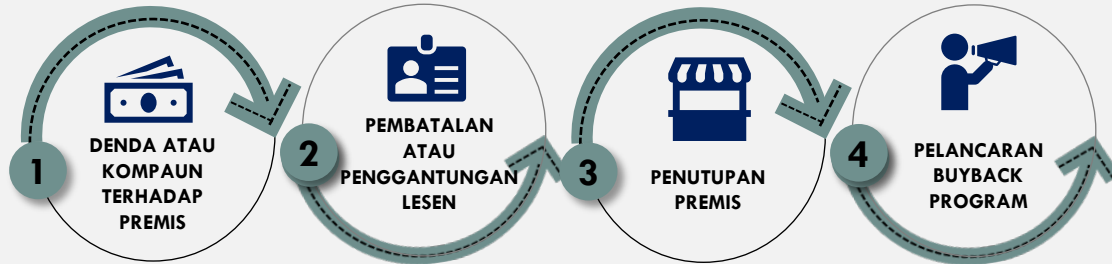 1
DENDA ATAU
KOMPAUN
TERHADAP
PREMIS
2
PEMBATALAN
ATAU
PENGGANTUNGAN
LESEN
3
PENUTUPAN
PREMIS
4
PELANCARAN
BUYBACK
PROGRAM